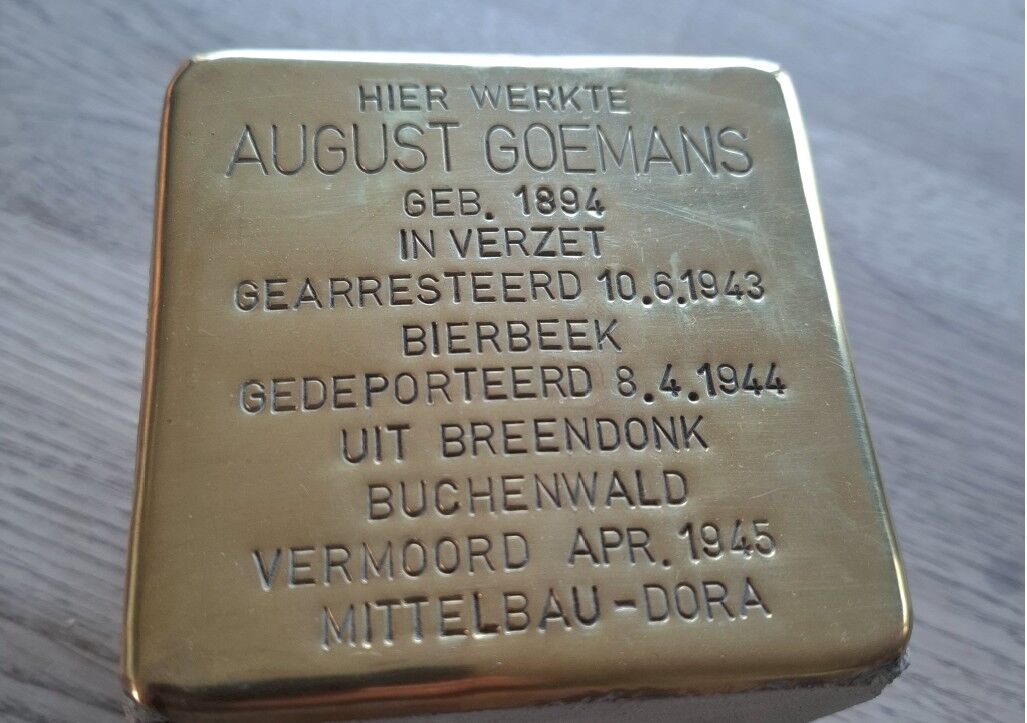 HIER WERKTE
AUGUST GOEMANS
GEB. 1894
IN VERZET
GEARRESTEERD 10.6.1943
BIERBEEK
GEDEPORTEERD 8.4.1944
UIT BREENDONK
BUCHENWALD
VERMOORD APR. 1945
MITTELBAU-DORA